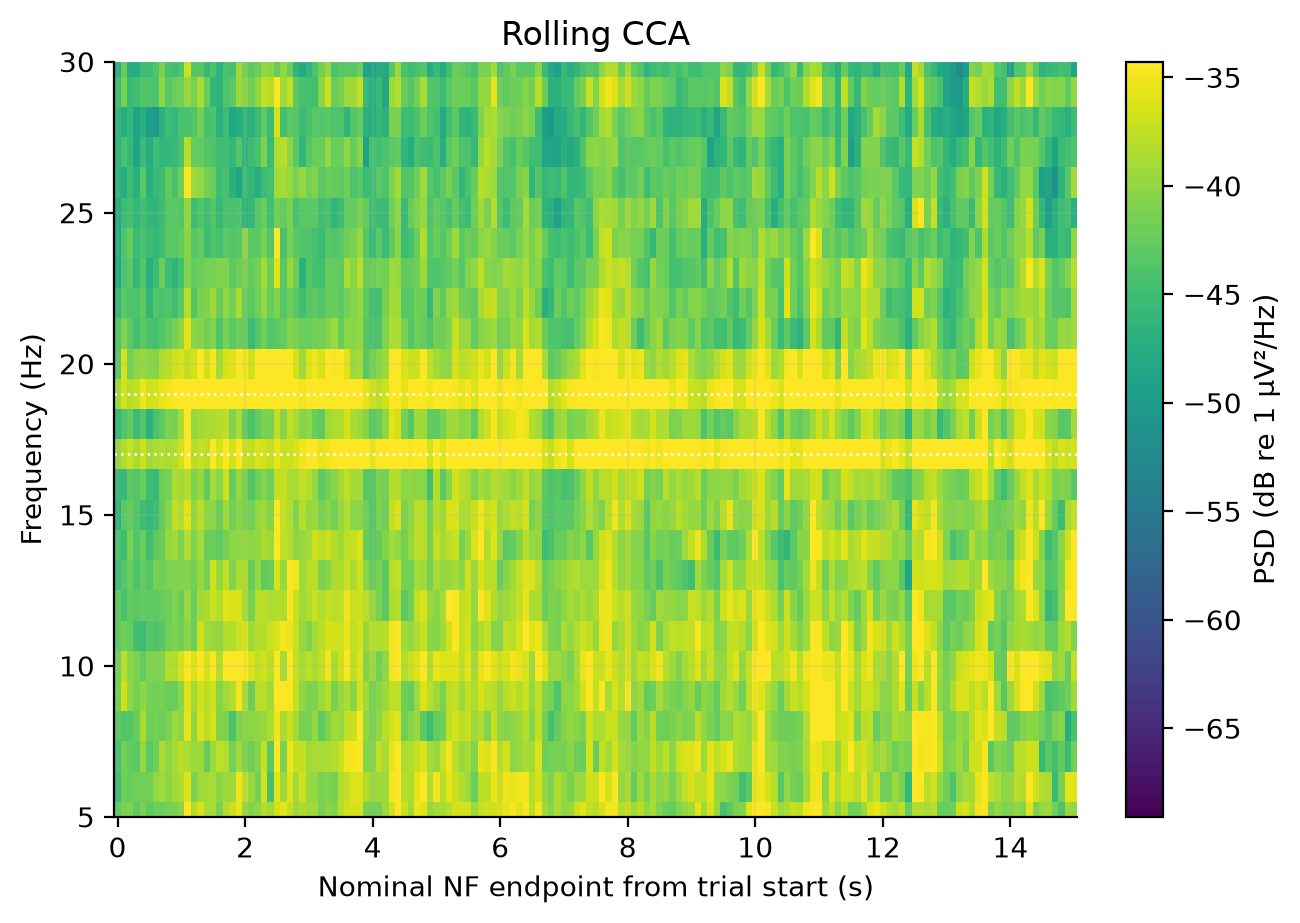 Rolling CCA
30
25
20
15
10
5
Frequency (Hz)
0 2 4 6 8 10 12 14
Nominal NF endpoint from trial start (s)
−35
−40
−45
−50
−55
−60
−65
PSD (dB re 1 µV²/Hz)